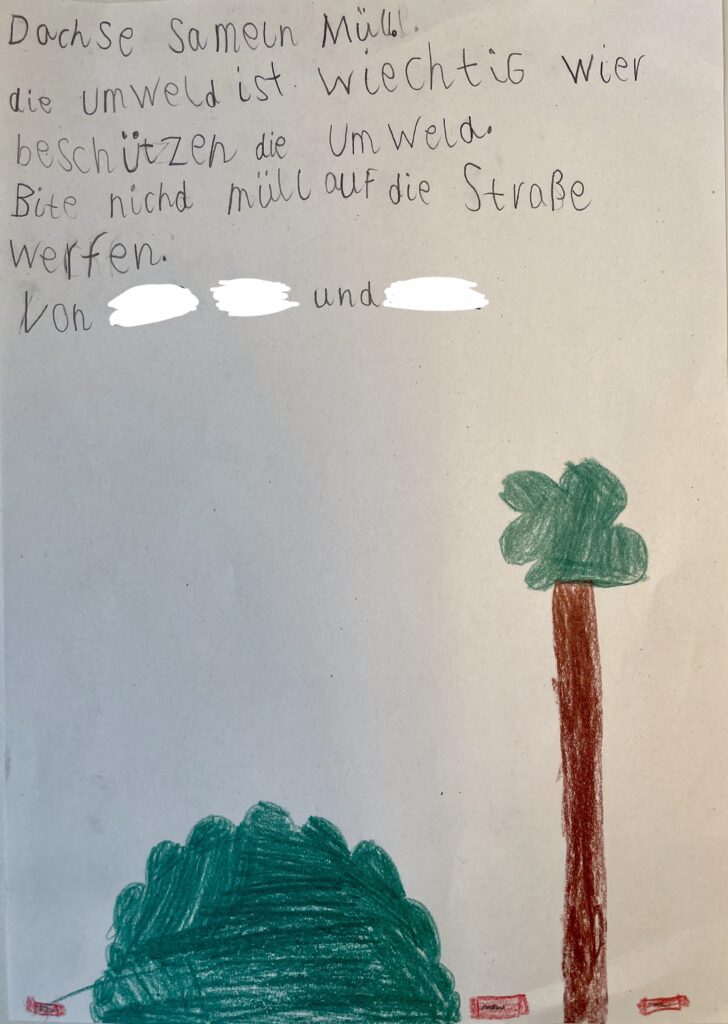 Dachse sameln Müll.
die umweld ist wiechtig wier
beschützen die Umweld.
Bite nichd müll auf die Straße
werfen.
Von und